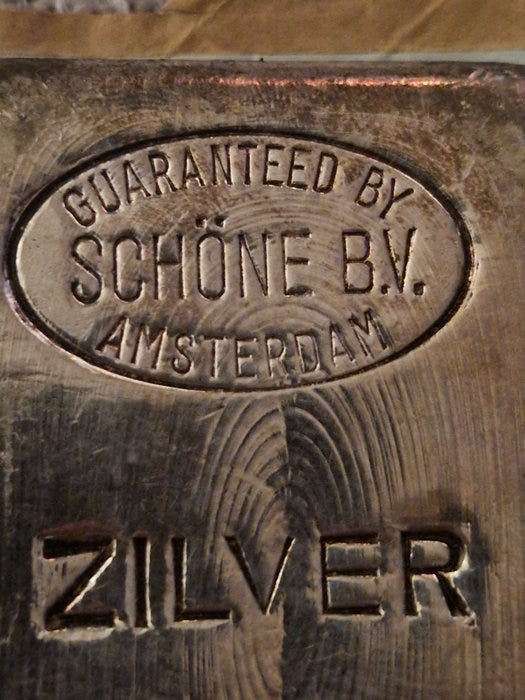 GUARANTEED BY
SCHÖNE B.V.
AMSTERDAM
ZILVER